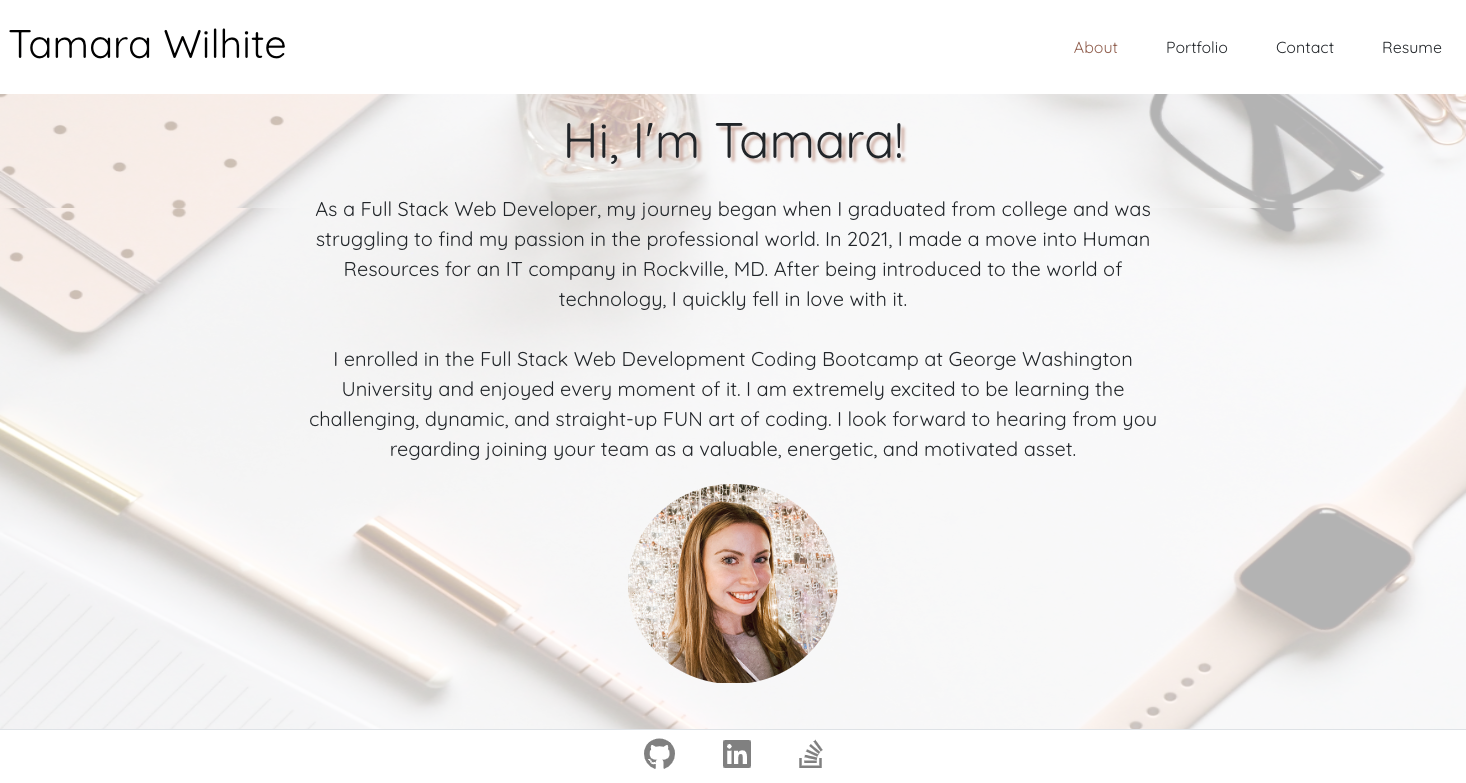 Tamara Wilhite
About Portfolio Contact Resume
Hi, I'm Tamara!
As a Full Stack Web Developer, my journey began when I graduated from college and was
struggling to find my passion in the professional world. In 2021, I made a move into Human
Resources for an IT company in Rockville, MD. After being introduced to the world of
technology, I quickly fell in love with it.
I enrolled in the Full Stack Web Development Coding Bootcamp at George Washington
University and enjoyed every moment of it. I am extremely excited to be learning the
challenging, dynamic, and straight-up FUN art of coding. I look forward to hearing from you
regarding joining your team as a valuable, energetic, and motivated asset.
in